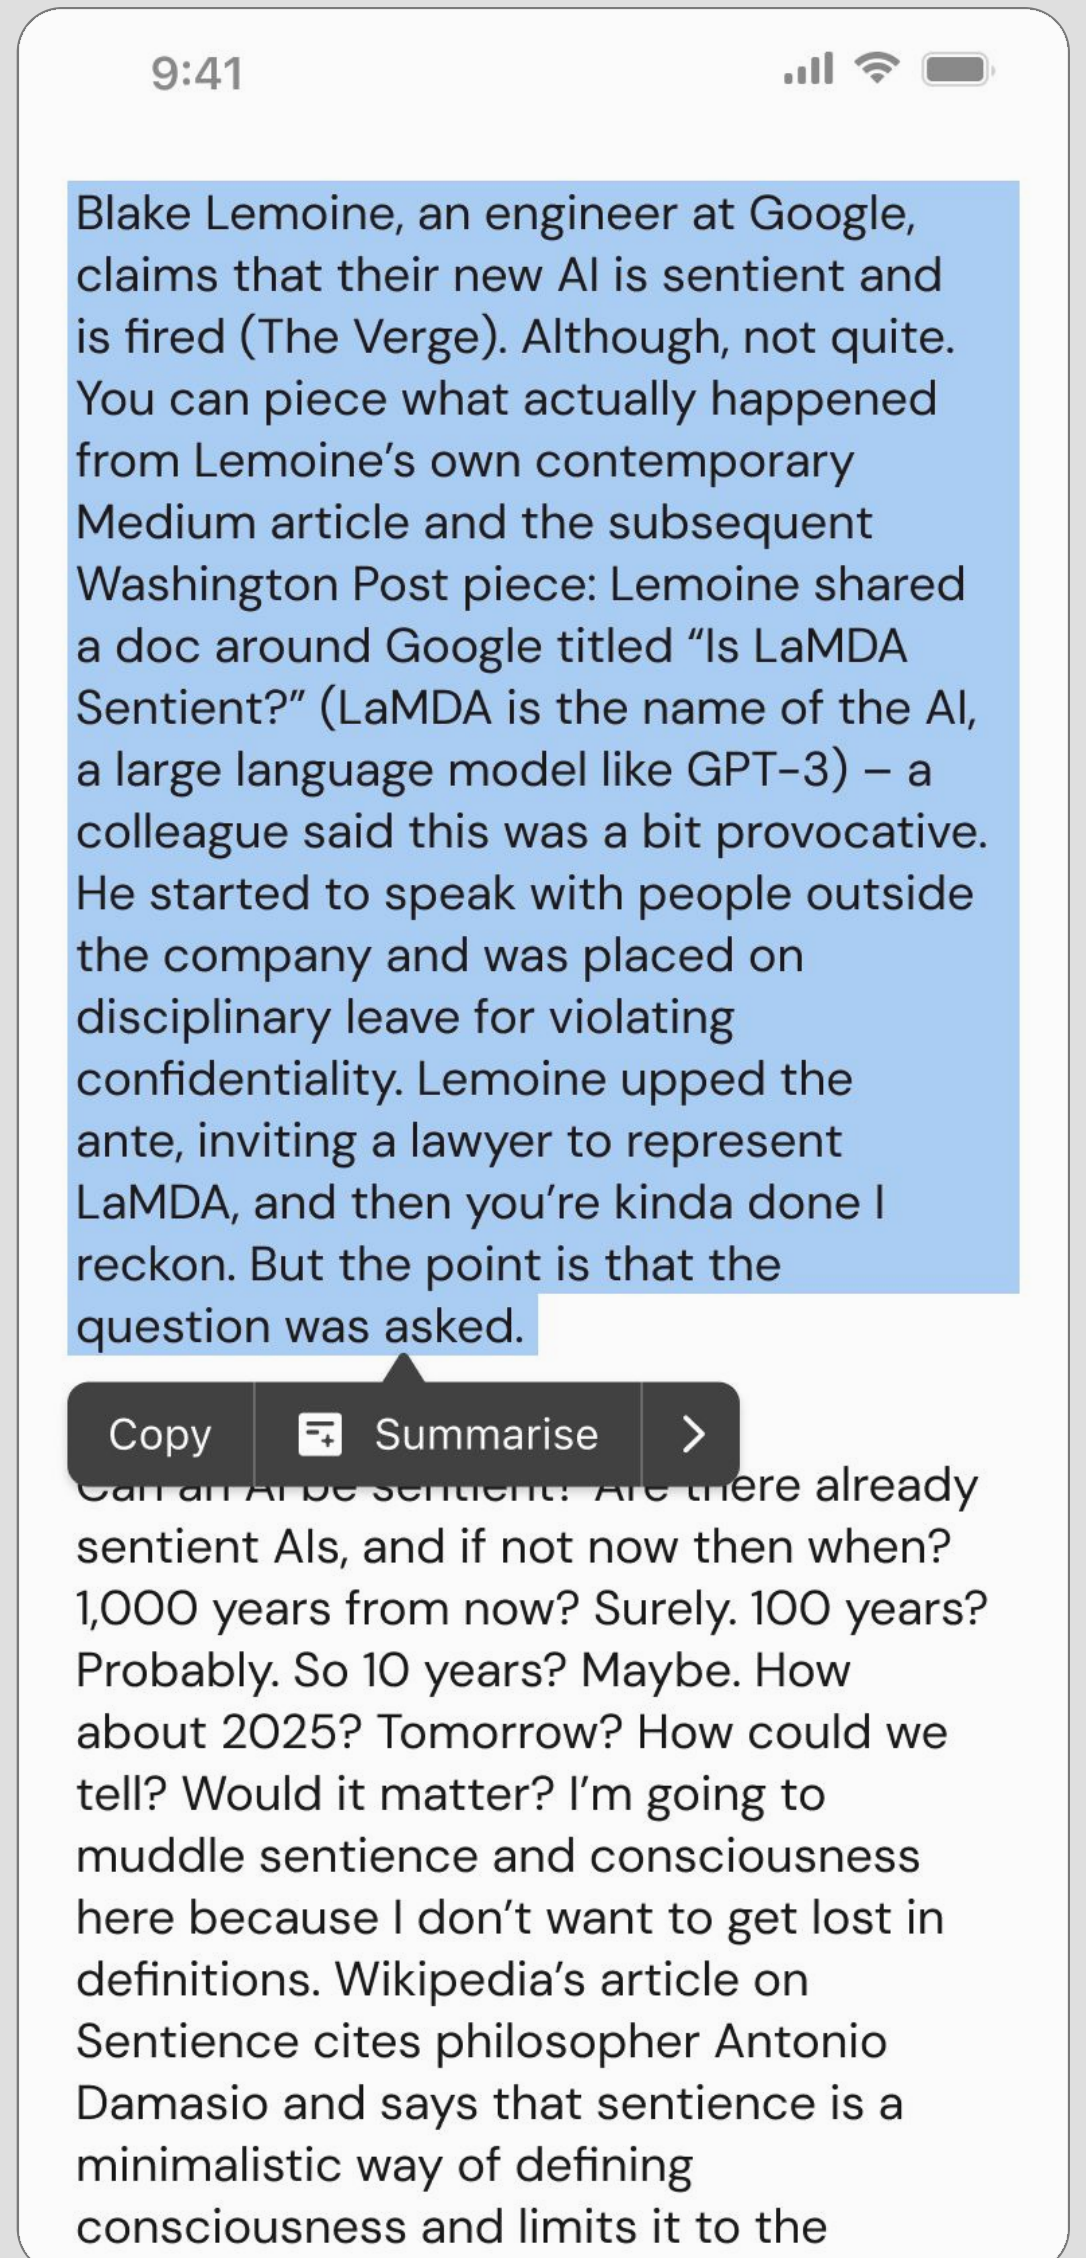 9:41
Blake Lemoine, an engineer at Google,
claims that their new AI is sentient and
is fired (The Verge). Although, not quite.
You can piece what actually happened
from Lemoine’s own contemporary
Medium article and the subsequent
Washington Post piece: Lemoine shared
a doc around Google titled “Is LaMDA
Sentient?” (LaMDA is the name of the AI,
a large language model like GPT-3) – a
colleague said this was a bit provocative.
He started to speak with people outside
the company and was placed on
disciplinary leave for violating
confidentiality. Lemoine upped the
ante, inviting a lawyer to represent
LaMDA, and then you’re kinda done I
reckon. But the point is that the
question was asked.
Copy Summarise
Can an AI be sentient? Are there already
sentient AIs, and if not now then when?
1,000 years from now? Surely. 100 years?
Probably. So 10 years? Maybe. How
about 2025? Tomorrow? How could we
tell? Would it matter? I’m going to
muddle sentience and consciousness
here because I don’t want to get lost in
definitions. Wikipedia’s article on
Sentience cites philosopher Antonio
Damasio and says that sentience is a
minimalistic way of defining
consciousness and limits it to the